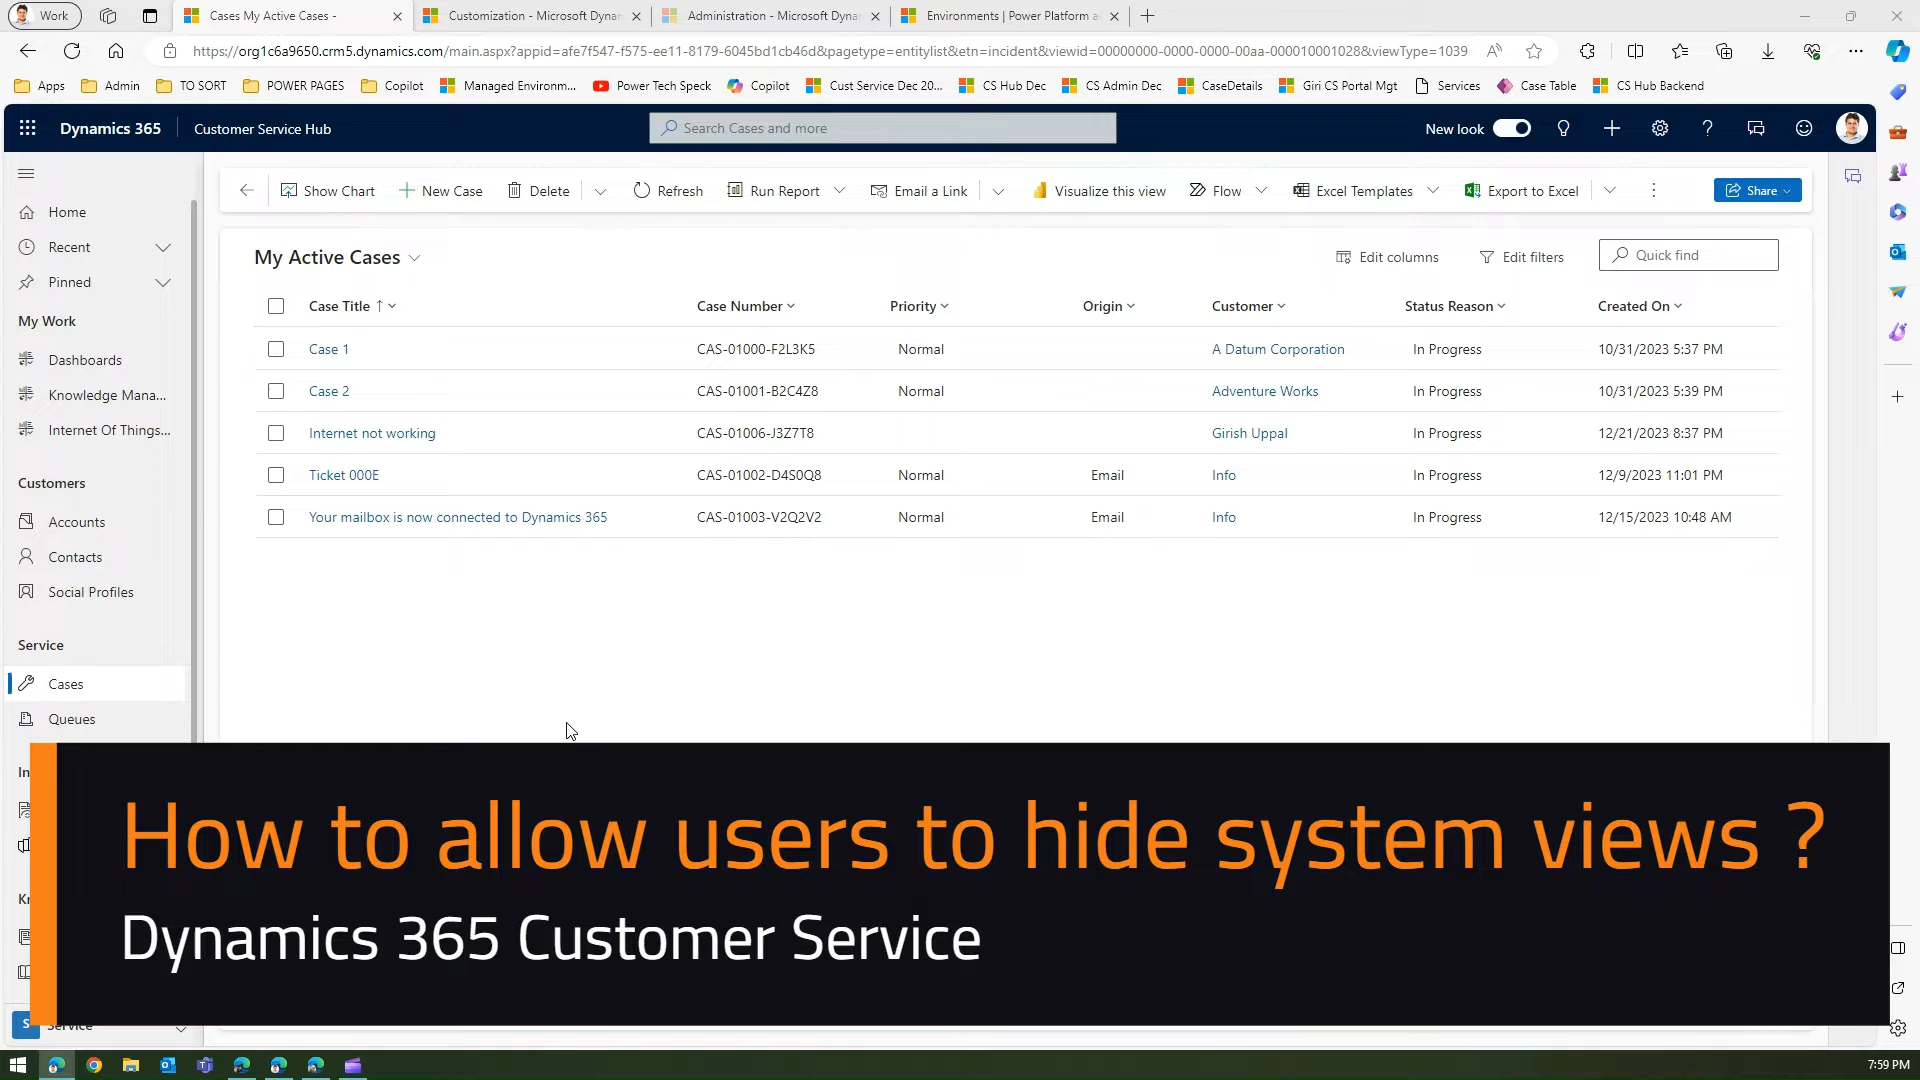 Work
Cases My Active Cases -
Customization - Microsoft Dynam
Administration - Microsoft Dynam
Environments | Power Platform a
https://org1c6a9650.crm5.dynamics.com/main.aspx?appid=afe7f547-f575-ee11-8179-6045bd1cb46d&pagetype=entitylist&etn=incident&viewid=00000000-0000-0000-00aa-000010001028&viewType=1039
Apps
Admin
TO SORT
POWER PAGES
Copilot
Managed Environm...
Power Tech Speck
Copilot
Cust Service Dec 20...
CS Hub Dec
CS Admin Dec
CaseDetails
Giri CS Portal Mgt
Services
Case Table
CS Hub Backend
Dynamics 365
Customer Service Hub
Search Cases and more
New look
Show Chart
New Case
Delete
Refresh
Run Report
Email a Link
Visualize this view
Flow
Excel Templates
Export to Excel
Share
Home
Recent
Pinned
My Work
Dashboards
Knowledge Mana...
Internet Of Things...
Customers
Accounts
Contacts
Social Profiles
Service
Cases
Queues
My Active Cases
Edit columns
Edit filters
Quick find
Case Title ↑ Case Number Priority Origin Customer Status Reason Created On
Case 1 CAS-01000-F2L3K5 Normal A Datum Corporation In Progress 10/31/2023 5:37 PM
Case 2 CAS-01001-B2C4Z8 Normal Adventure Works In Progress 10/31/2023 5:39 PM
Internet not working CAS-01006-J3Z7T8 Girish Uppal In Progress 12/21/2023 8:37 PM
Ticket 000E CAS-01002-D4S0Q8 Normal Email Info In Progress 12/9/2023 11:01 PM
Your mailbox is now connected to Dynamics 365 CAS-01003-V2Q2V2 Normal Email Info In Progress 12/15/2023 10:48 AM
In
Kn
How to allow users to hide system views ?
Dynamics 365 Customer Service
S
Service
7:59 PM